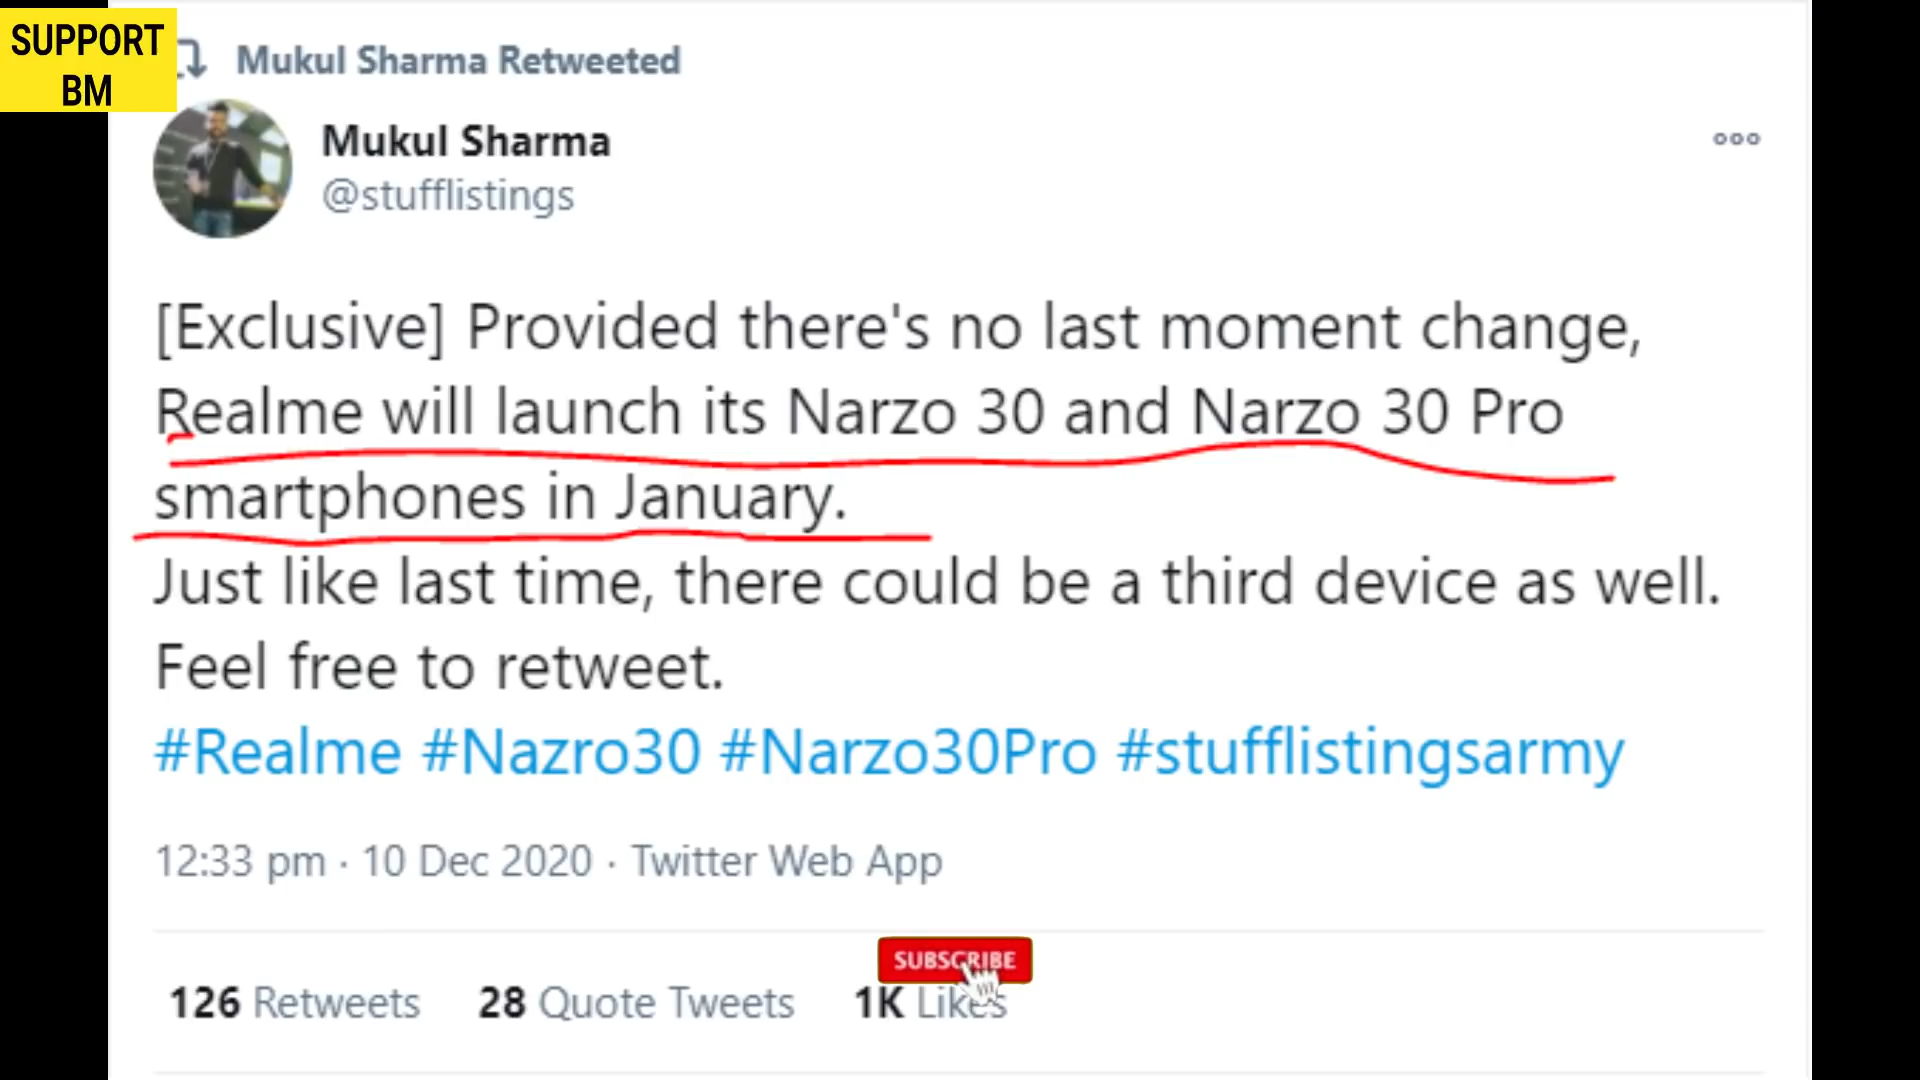 SUPPORT
BM
Mukul Sharma Retweeted
Mukul Sharma
@stufflistings
[Exclusive] Provided there's no last moment change,
Realme will launch its Narzo 30 and Narzo 30 Pro
smartphones in January.
Just like last time, there could be a third device as well.
Feel free to retweet.
#Realme #Nazro30 #Narzo30Pro #stufflistingsarmy
12:33 pm · 10 Dec 2020 · Twitter Web App
SUBSCRIBE
126 Retweets 28 Quote Tweets 1K Likes